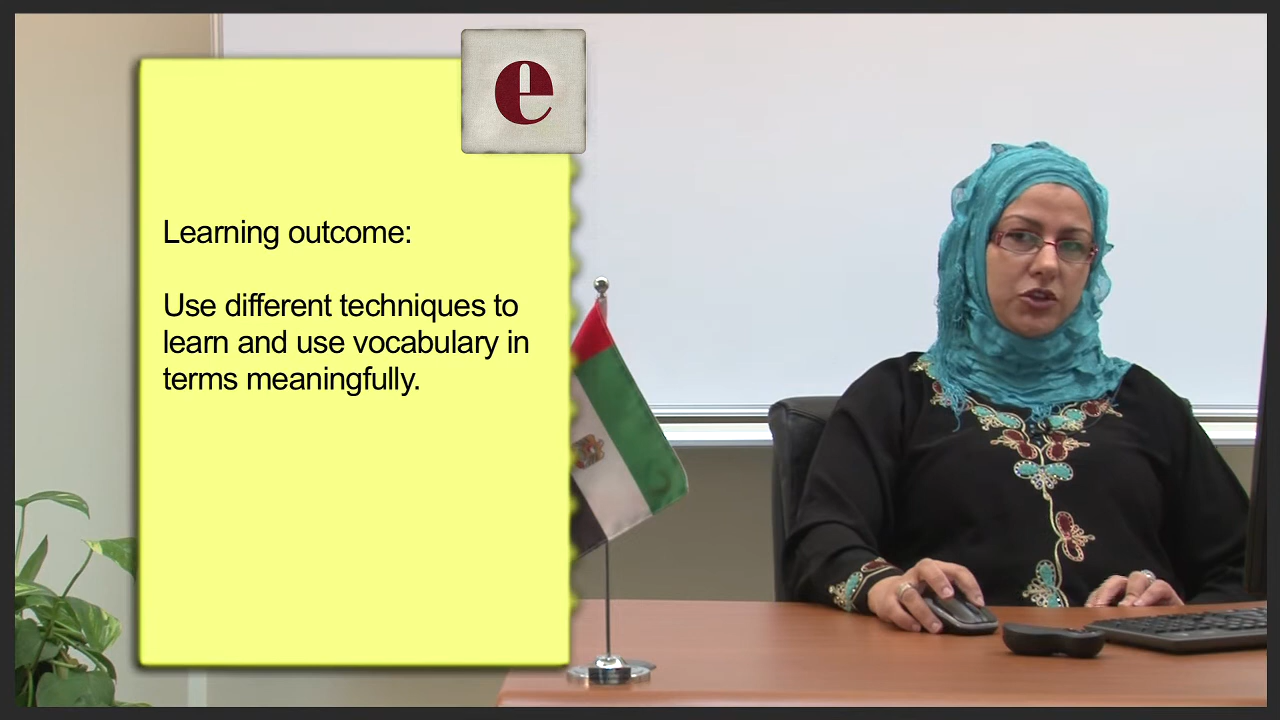 e
Learning outcome:
Use different techniques to
learn and use vocabulary in
terms meaningfully.